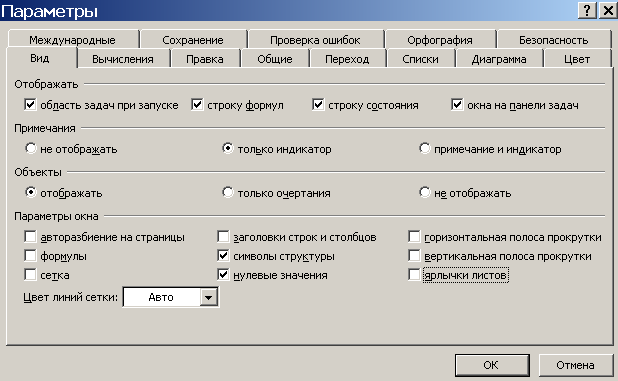 Параметры
Международные Сохранение Проверка ошибок Орфография Безопасность
Вид Вычисления Правка Общие Переход Списки Диаграмма Цвет
Отображать
область задач при запуске строку формул строку состояния окна на панели задач
Примечания
не отображать только индикатор примечание и индикатор
Объекты
отображать только очертания не отображать
Параметры окна
авторазбиение на страницы заголовки строк и столбцов горизонтальная полоса прокрутки
формулы символы структуры вертикальная полоса прокрутки
сетка нулевые значения ярлычки листов
Цвет линий сетки: Авто
ОК Отмена